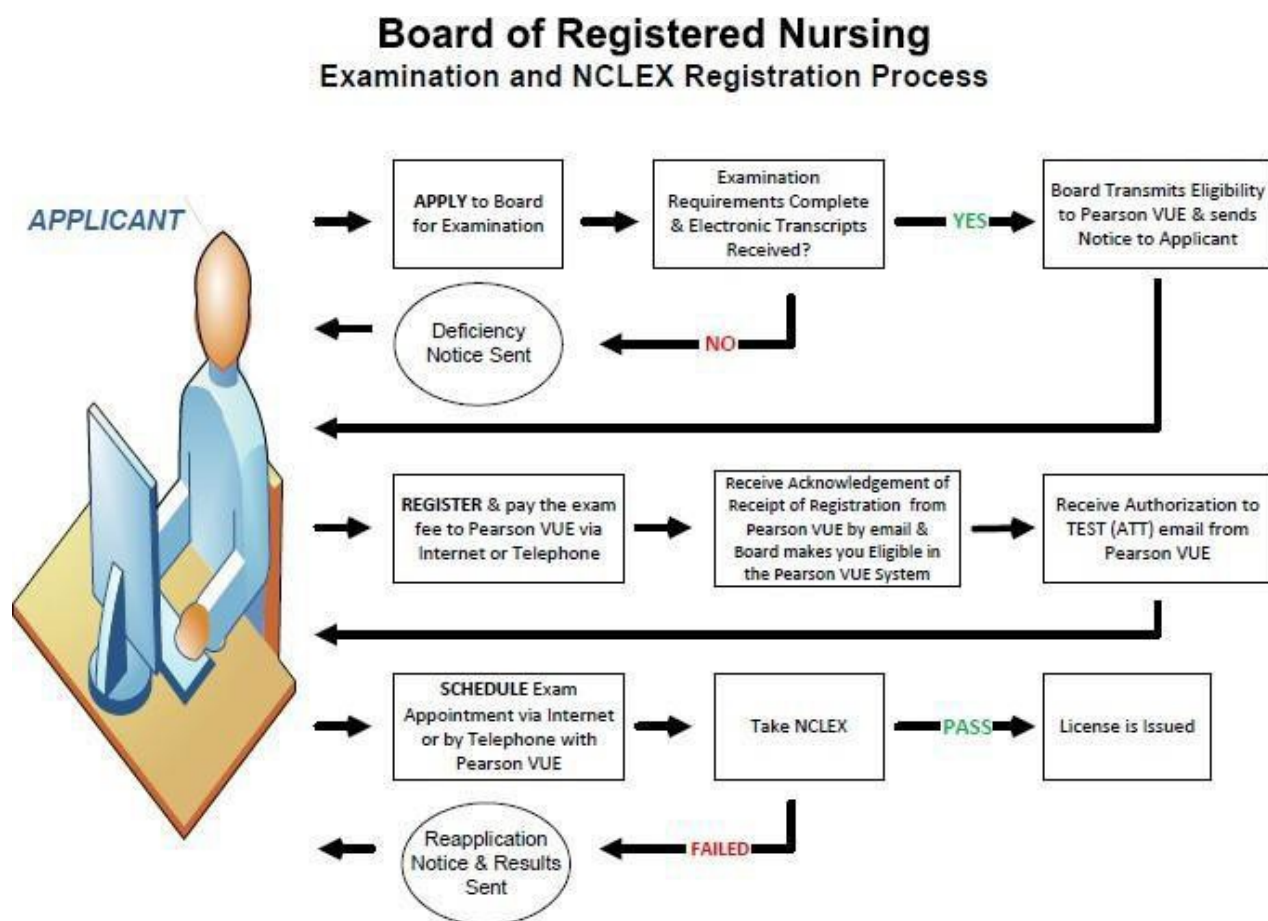 Board of Registered Nursing
Examination and NCLEX Registration Process
APPLICANT
APPLY to Board
for Examination
Examination
Requirements Complete
& Electronic Transcripts
Received?
YES
Board Transmits Eligibility
to Pearson VUE & sends
Notice to Applicant
Deficiency
Notice Sent
NO
REGISTER & pay the exam
fee to Pearson VUE via
Internet or Telephone
Receive Acknowledgement of
Receipt of Registration from
Pearson VUE by email &
Board makes you Eligible in
the Pearson VUE System
Receive Authorization to
TEST (ATT) email from
Pearson VUE
SCHEDULE Exam
Appointment via Internet
or by Telephone with
Pearson VUE
Take NCLEX
PASS
License is Issued
Reapplication
Notice & Results
Sent
FAILED